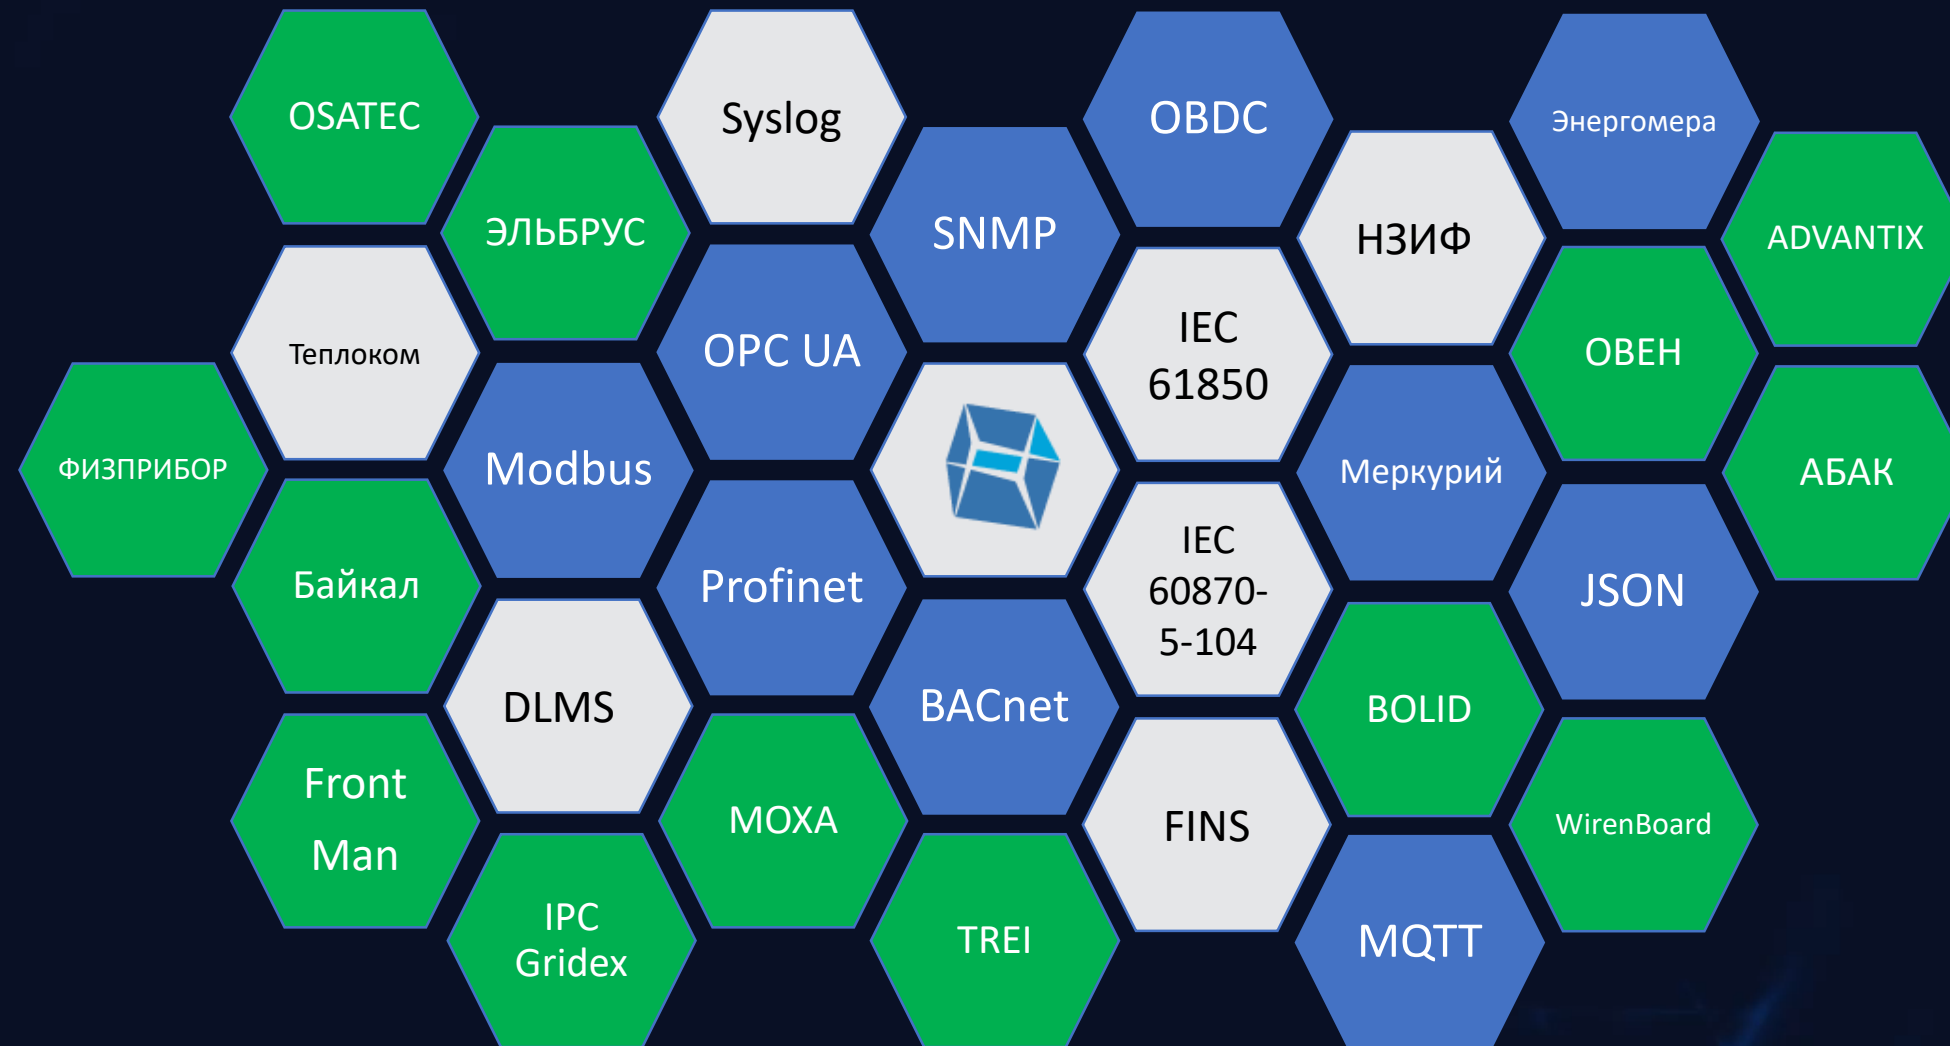 OSATEC
Syslog
OBDC
Энергомера
ЭЛЬБРУС
SNMP
НЗИФ
ADVANTIX
Теплоком
OPC UA
IEC
61850
ОВЕН
ФИЗПРИБОР
Modbus
Меркурий
АБАК
Байкал
Profinet
IEC
60870-
5-104
JSON
DLMS
BACnet
BOLID
Front
Man
MOXA
FINS
WirenBoard
IPC
Gridex
TREI
MQTT